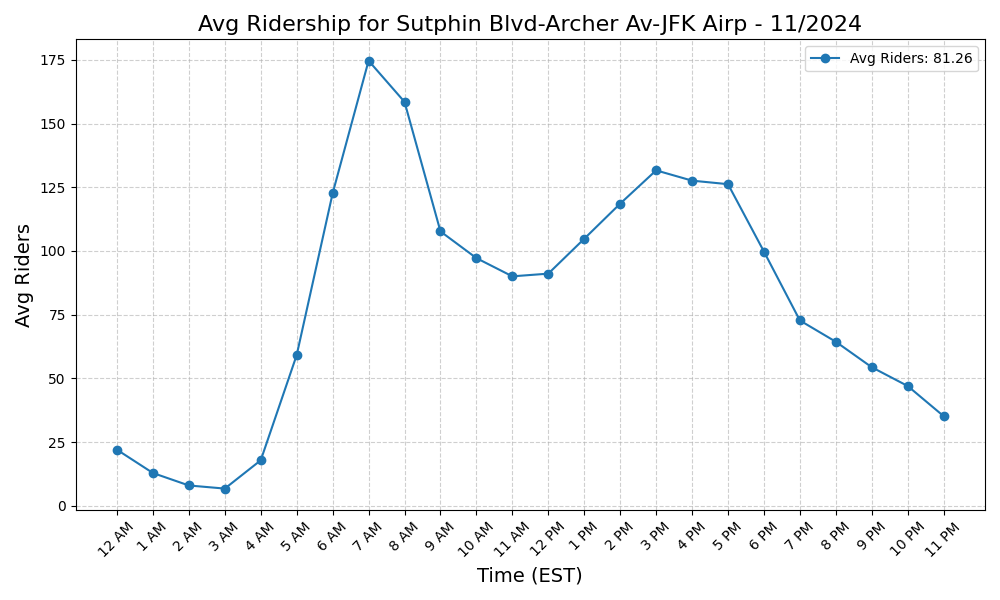 Avg Ridership for Sutphin Blvd-Archer Av-JFK Airp - 11/2024
Avg Riders: 81.26
Avg Riders
175
150
125
100
75
50
25
0
12 AM
1 AM
2 AM
3 AM
4 AM
5 AM
6 AM
7 AM
8 AM
9 AM
10 AM
11 AM
12 PM
1 PM
2 PM
3 PM
4 PM
5 PM
6 PM
7 PM
8 PM
9 PM
10 PM
11 PM
Time (EST)